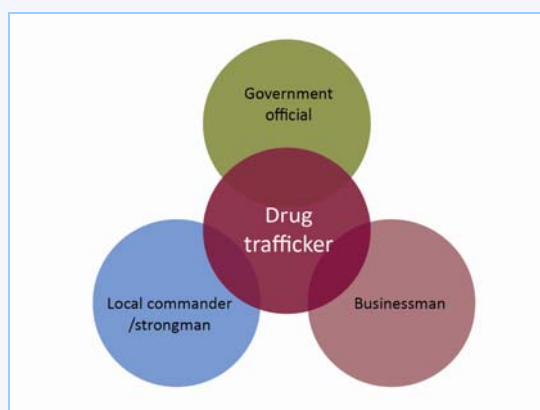 Government
official
Drug
trafficker
Local commander
/strongman
Businessman